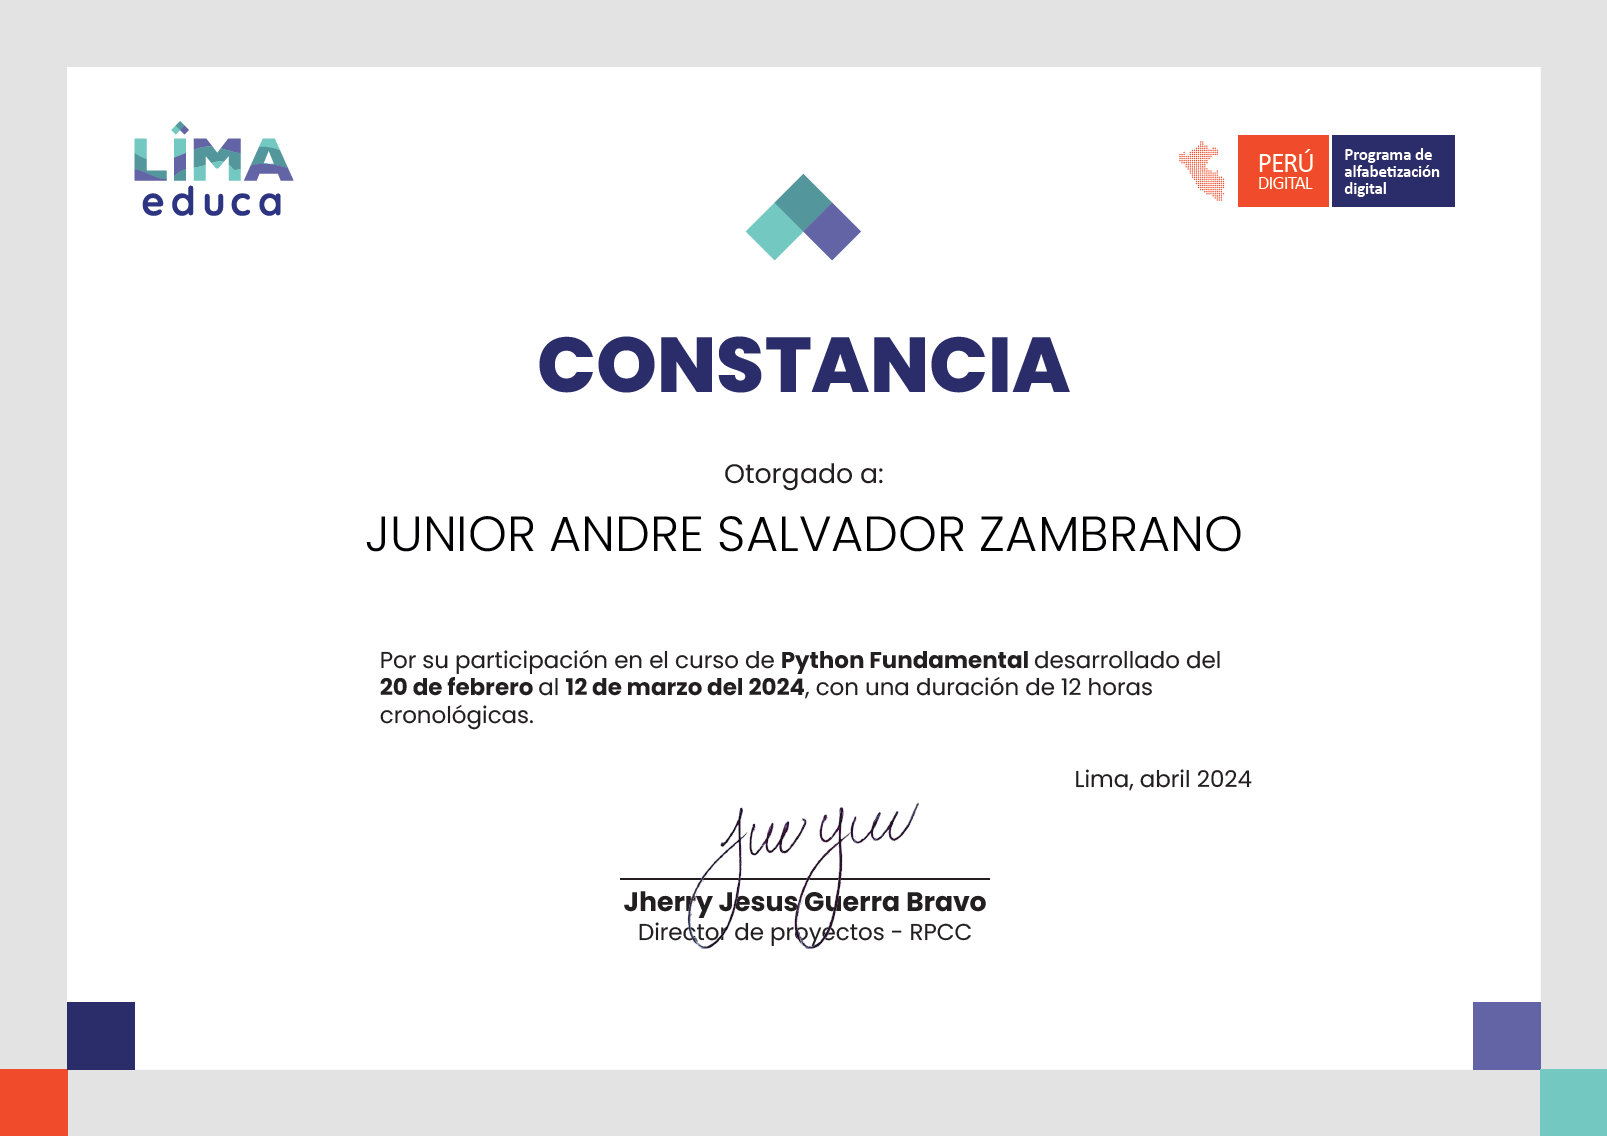 LIMA
educa
PERÚ
DIGITAL
Programa de
alfabetización
digital
CONSTANCIA
Otorgado a:
JUNIOR ANDRE SALVADOR ZAMBRANO
Por su participación en el curso de Python Fundamental desarrollado del
20 de febrero al 12 de marzo del 2024, con una duración de 12 horas
cronológicas.
Lima, abril 2024
Jherry Jesus Guerra Bravo
Director de proyectos - RPCC